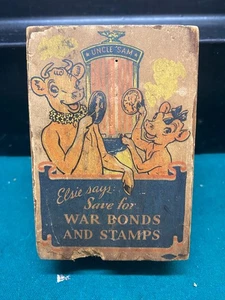 UNCLE SAM
Elsie says:
Save for
WAR BONDS
AND STAMPS